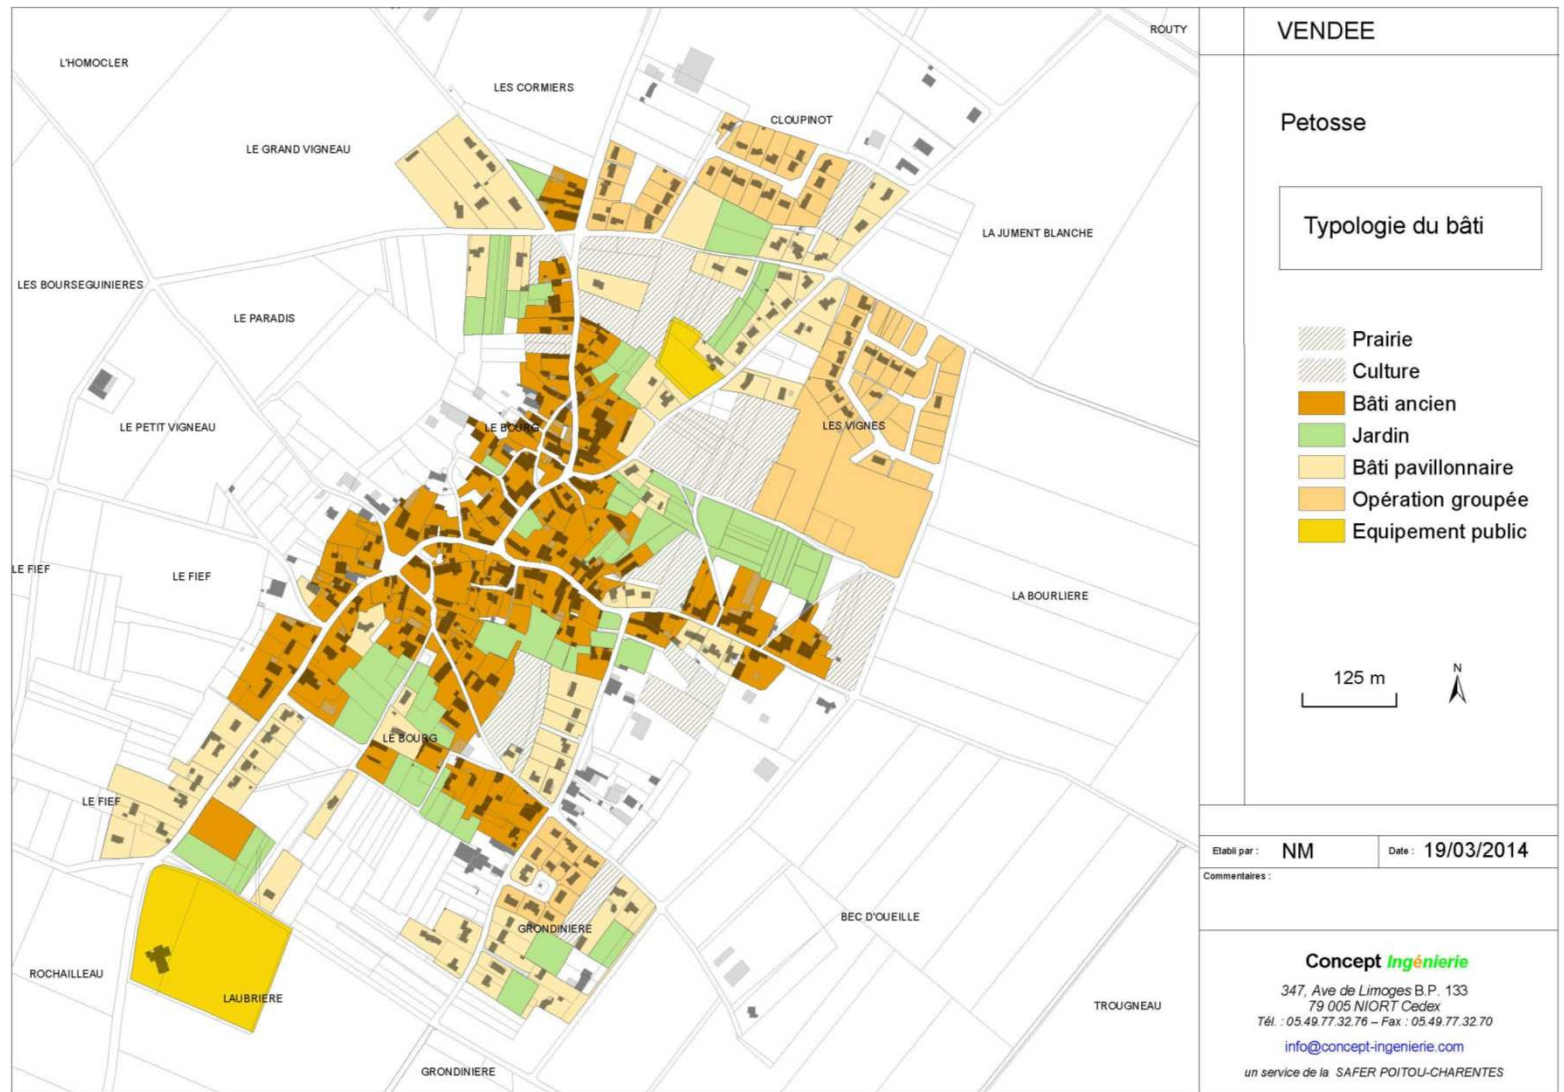 ROUTY
L'HOMOCLER
LES CORMIERS
CLOUPINOT
LE GRAND VIGNEAU
LA JUMENT BLANCHE
LES BOURSEGUINIERES
LE PARADIS
LE PETIT VIGNEAU
LE BOURG
LES VIGNES
LE FIEF
LE FIEF
LA BOURLIERE
LE BOURG
LE FIEF
BEC D'OUEILLE
GRONDINIERE
ROCHAILLEAU
LAUBRIERE
TROUGNEAU
GRONDINIERE
VENDEE
Petosse
Typologie du bâti
Prairie
Culture
Bâti ancien
Jardin
Bâti pavillonnaire
Opération groupée
Equipement public
125 m
N
Etabli par : NM
Date : 19/03/2014
Commentaires :
Concept Ingénierie
347, Ave de Limoges B.P. 133
79 005 NIORT Cedex
Tél. : 05.49.77.32.76 – Fax : 05.49.77.32.70
info@concept-ingenierie.com
un service de la SAFER POITOU-CHARENTES